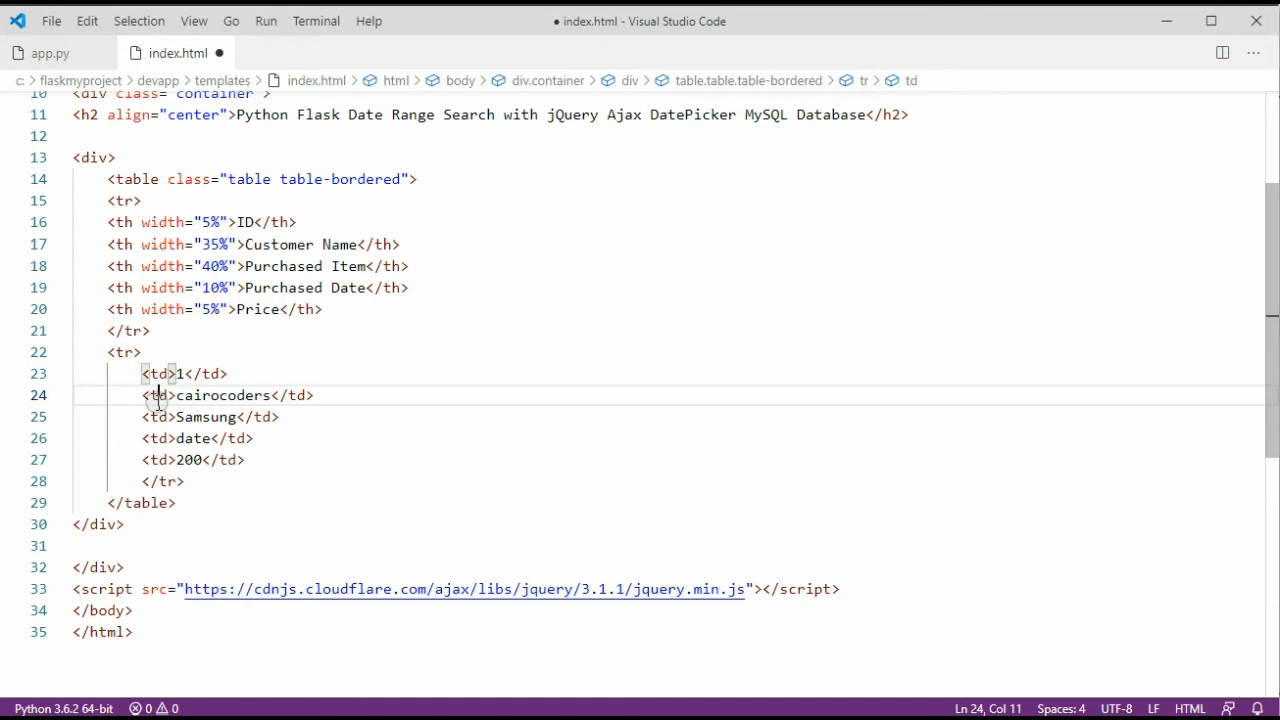 File Edit Selection View Go Run Terminal Help ● index.html - Visual Studio Code
app.py index.html ●
c: > flaskmyproject > devapp > templates > index.html > html > body > div.container > div > table.table.table-bordered > tr > td
10 <div class="container">
11 <h2 align="center">Python Flask Date Range Search with jQuery Ajax DatePicker MySQL Database</h2>
12
13 <div>
14 <table class="table table-bordered">
15 <tr>
16 <th width="5%">ID</th>
17 <th width="35%">Customer Name</th>
18 <th width="40%">Purchased Item</th>
19 <th width="10%">Purchased Date</th>
20 <th width="5%">Price</th>
21 </tr>
22 <tr>
23 <td>1</td>
24 <td>cairocoders</td>
25 <td>Samsung</td>
26 <td>date</td>
27 <td>200</td>
28 </tr>
29 </table>
30 </div>
31
32 </div>
33 <script src="https://cdnjs.cloudflare.com/ajax/libs/jquery/3.1.1/jquery.min.js"></script>
34 </body>
35 </html>
Python 3.6.2 64-bit 0 0 Ln 24, Col 11 Spaces: 4 UTF-8 LF HTML